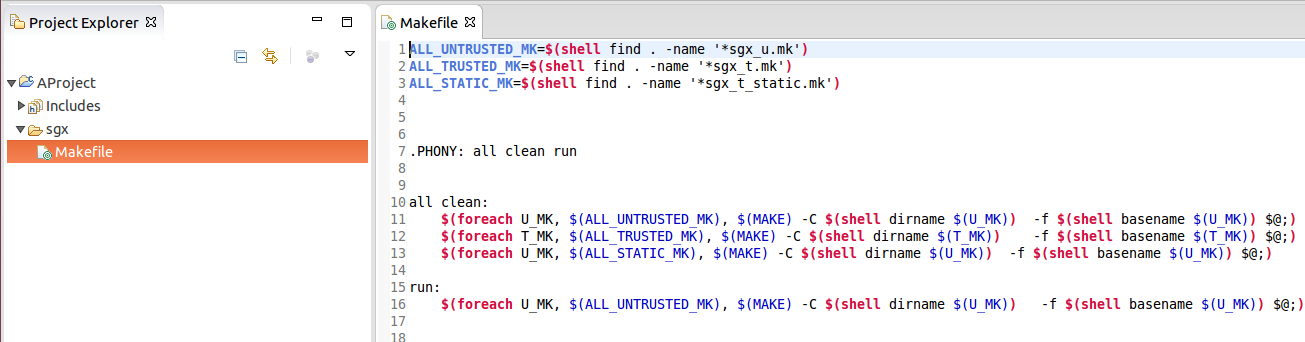 Project Explorer
AProject
Includes
sgx
Makefile
Makefile
1 ALL_UNTRUSTED_MK=$(shell find . -name '*sgx_u.mk')
2 ALL_TRUSTED_MK=$(shell find . -name '*sgx_t.mk')
3 ALL_STATIC_MK=$(shell find . -name '*sgx_t_static.mk')
4
5
6
7 .PHONY: all clean run
8
9
10 all clean:
11     $(foreach U_MK, $(ALL_UNTRUSTED_MK), $(MAKE) -C $(shell dirname $(U_MK))  -f $(shell basename $(U_MK)) $@;)
12     $(foreach T_MK, $(ALL_TRUSTED_MK), $(MAKE) -C $(shell dirname $(T_MK))    -f $(shell basename $(T_MK)) $@;)
13     $(foreach U_MK, $(ALL_STATIC_MK), $(MAKE) -C $(shell dirname $(U_MK))  -f $(shell basename $(U_MK)) $@;)
14
15 run:
16     $(foreach U_MK, $(ALL_UNTRUSTED_MK), $(MAKE) -C $(shell dirname $(U_MK))   -f $(shell basename $(U_MK)) $@;)
17
18